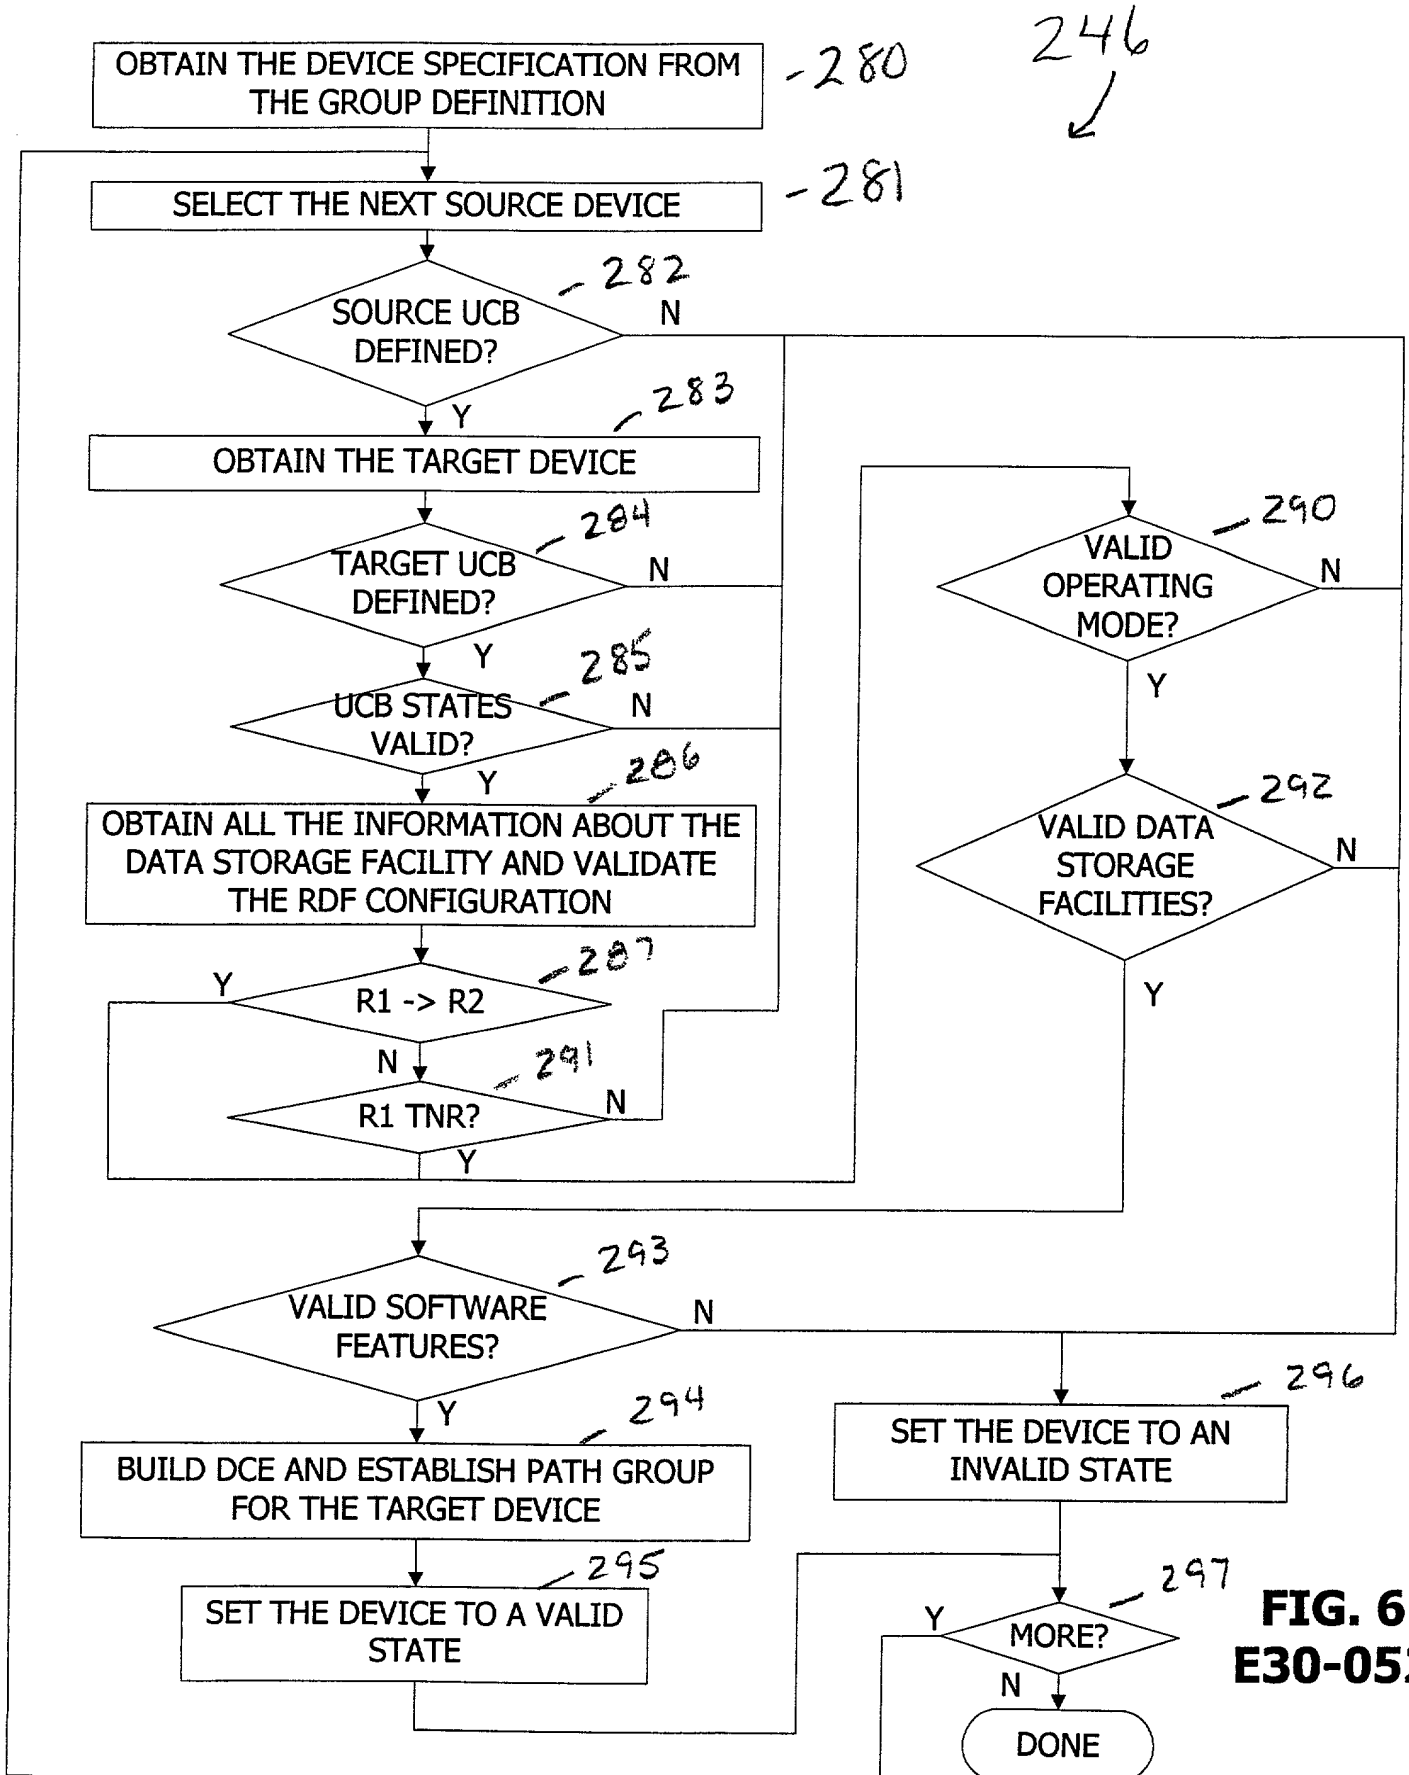 246
OBTAIN THE DEVICE SPECIFICATION FROM
THE GROUP DEFINITION
-280
SELECT THE NEXT SOURCE DEVICE
-281
282
SOURCE UCB
DEFINED?
N
Y
283
OBTAIN THE TARGET DEVICE
284
TARGET UCB
DEFINED?
N
Y
285
UCB STATES
VALID?
N
Y
286
OBTAIN ALL THE INFORMATION ABOUT THE
DATA STORAGE FACILITY AND VALIDATE
THE RDF CONFIGURATION
287
Y
R1 -> R2
N
291
R1 TNR?
N
Y
290
VALID
OPERATING
MODE?
N
Y
292
VALID DATA
STORAGE
FACILITIES?
N
Y
293
VALID SOFTWARE
FEATURES?
N
Y
294
BUILD DCE AND ESTABLISH PATH GROUP
FOR THE TARGET DEVICE
295
SET THE DEVICE TO A VALID
STATE
296
SET THE DEVICE TO AN
INVALID STATE
297
Y
MORE?
N
DONE
FIG. 6
E30-05